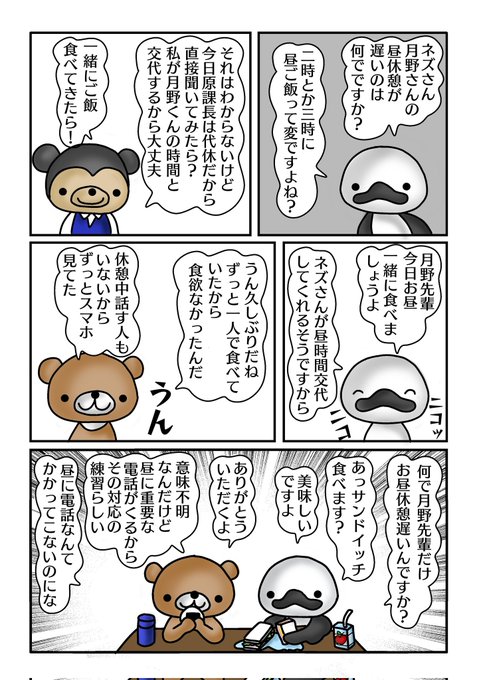 ネズさん
月野さんの
昼休憩が
遅いのは
何でですか？
二時とか三時に
昼ご飯って変ですよね？
それはわからないけど
今日原課長は代休だから
直接聞いてみたら？
私が月野くんの時間と
交代するから大丈夫
一緒にご飯
食べてきたら！
月野先輩
今日お昼
一緒に食べま
しょうよ
ネズさんが昼時間交代
してくれるそうですから
ニコッ
ニコ
うん久しぶりだね
ずっと一人で食べて
いたから
食欲なかったんだ
休憩中話す人も
いないから
ずっとスマホ
見てた
うん
何で月野先輩だけ
お昼休憩遅いんですか？
あっサンドイッチ
食べます？
美味しい
ですよ
ありがとう
いただくよ
意味不明
なんだけど
昼に重要な
電話がくるから
その対応の
練習らしい
昼に電話なんて
かかってこないのにな